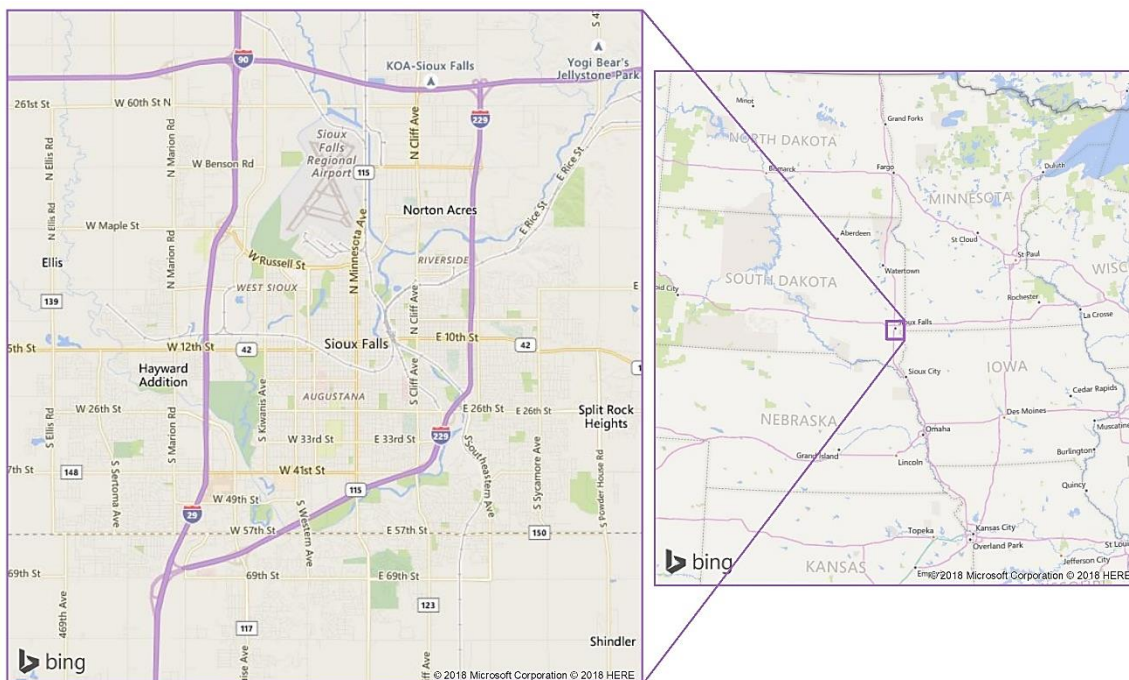 S 4
90
KOA-Sioux Falls
Yogi Bear's
Jellystone Park
261st St
W 60th St N
229
N Ellis Rd
N Marion Rd
Sioux
Falls
Regional
Airport
N Cliff Ave
W Benson Rd
115
E Rice St
N Ellis Rd
W Maple St
N Marion Rd
Norton Acres
E Rice St
N Minnesota Ave
W Russell St
RIVERSIDE
Ellis
WEST SIOUX
139
N Cliff Ave
E 10th St
W 12th St
42
Sioux Falls
42
Hayward
Addition
AUGUSTANA
S Kiwanis Ave
S Cliff Ave
W 26th St
E 26th St
Split Rock
Heights
S Ellis Rd
S Marion Rd
W 33rd St
E 33rd St
229
148
W 41st St
S Sertoma Ave
S Southeastern Ave
S Sycamore Ave
S Powder House Rd
115
W 49th St
29
S Western Ave
W 57th St
E 57th St
150
69th St
69th St
E 69th St
469th Ave
123
117
Shindler
bing
© 2018 Microsoft Corporation © 2018 HERE
Minot
Grand Forks
NORTH DAKOTA
Bismarck
Fargo
Duluth
MINNESOTA
Aberdeen
St Cloud
St Paul
Watertown
SOUTH DAKOTA
WISC
Rochester
La Crosse
Sioux Falls
Sioux City
IOWA
Cedar Rapids
NEBRASKA
Des Moines
Muscatine
Omaha
Grand Island
Lincoln
Burlington
Quincy
Topeka
Kansas City
Overland Park
St Loui
Jefferson City
KANSAS
bing
© 2018 Microsoft Corporation © 2018 HERE